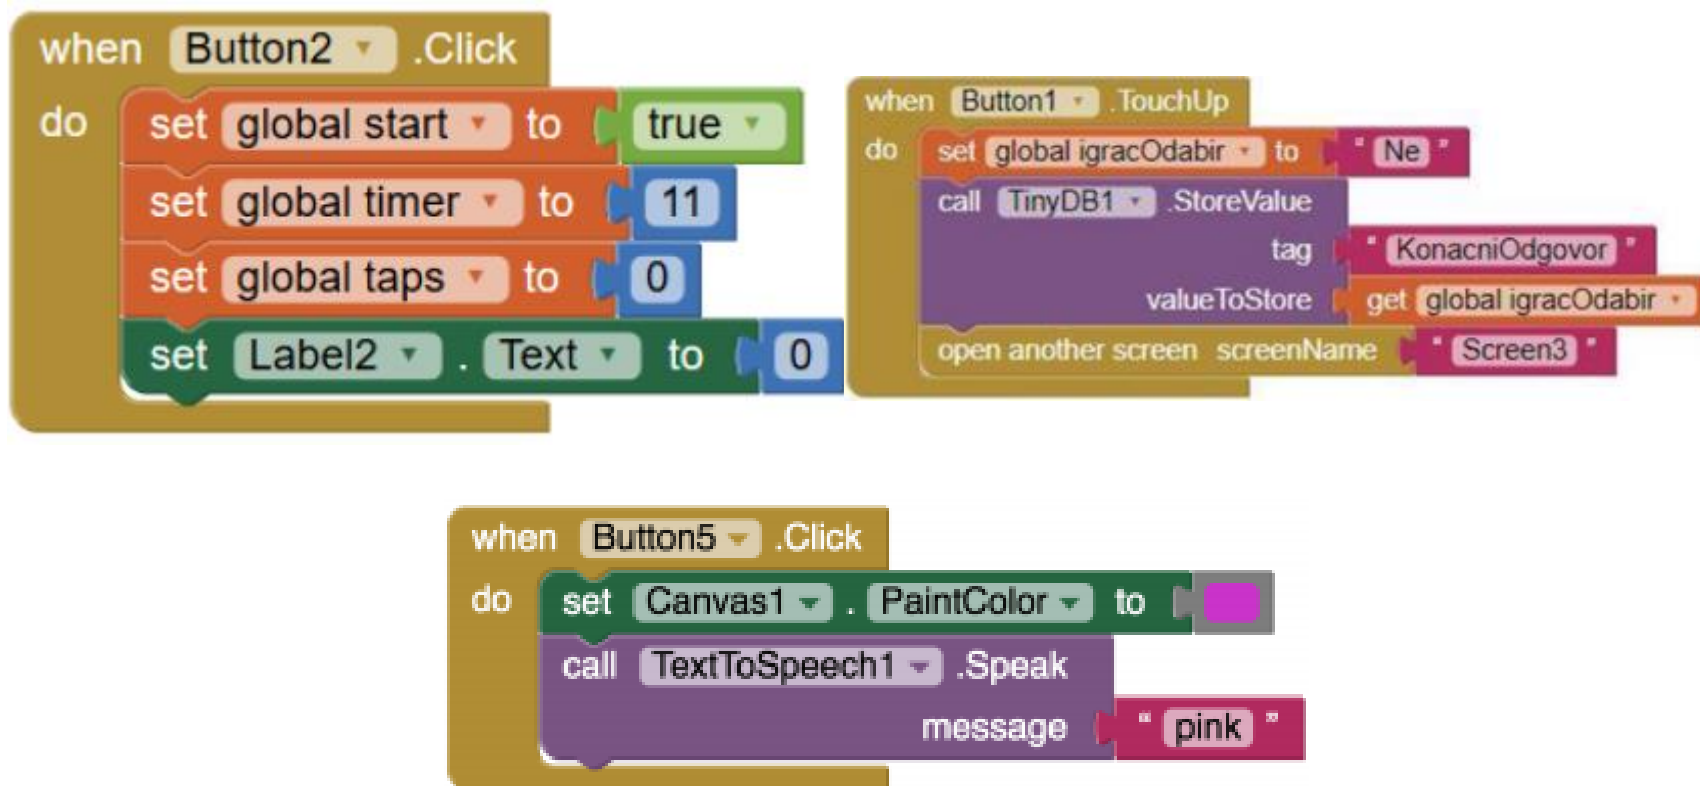 when Button2 .Click
do set global start to true
set global timer to 11
set global taps to 0
set Label2 . Text to 0
when Button1 .TouchUp
do set global igracOdabir to " Ne "
call TinyDB1 .StoreValue
tag " KonacniOdgovor "
valueToStore get global igracOdabir
open another screen screenName " Screen3 "
when Button5 .Click
do set Canvas1 . PaintColor to
call TextToSpeech1 .Speak
message " pink "